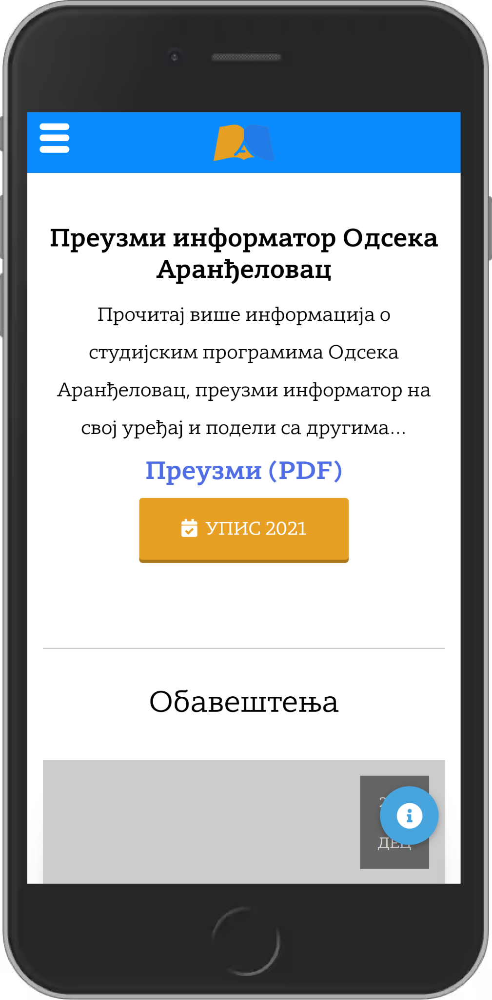 Преузми информатор Одсека
Аранђеловац
Прочитај више информација о
студијским програмима Одсека
Аранђеловац, преузми информатор на
свој уређај и подели са другима...
Преузми (PDF)
УПИС 2021
Обавештења
ДЕЦ